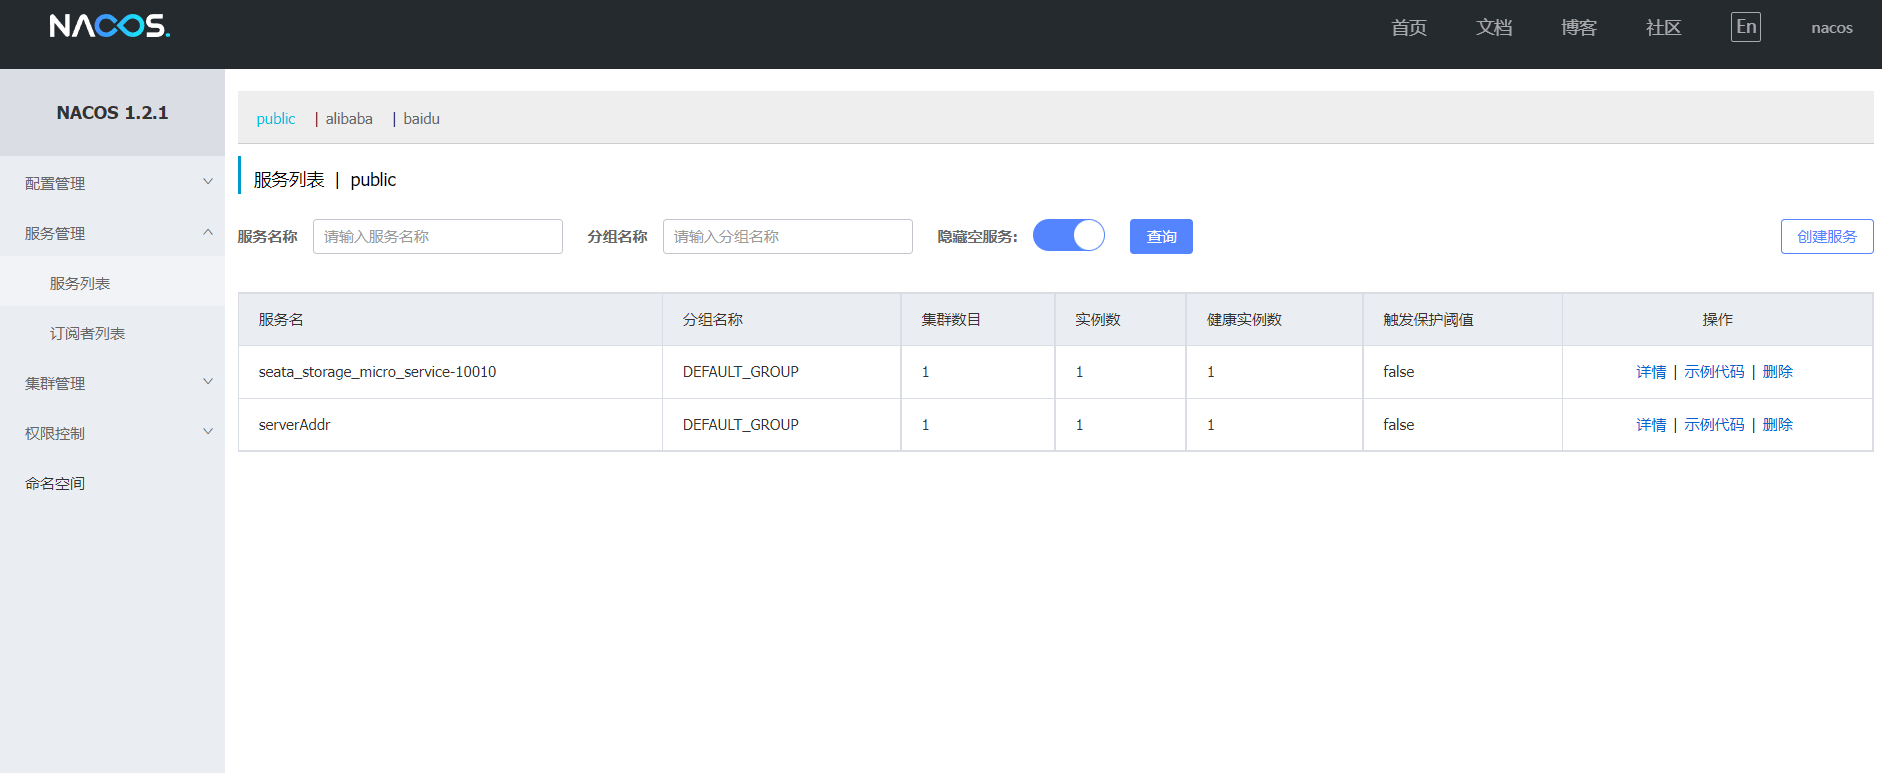 NACOS.
首页 文档 博客 社区 En nacos
NACOS 1.2.1
配置管理
服务管理
服务列表
订阅者列表
集群管理
权限控制
命名空间
public | alibaba | baidu
服务列表 | public
服务名称 请输入服务名称 分组名称 请输入分组名称 隐藏空服务: 查询 创建服务
服务名 分组名称 集群数目 实例数 健康实例数 触发保护阈值 操作
seata_storage_micro_service-10010 DEFAULT_GROUP 1 1 1 false 详情 | 示例代码 | 删除
serverAddr DEFAULT_GROUP 1 1 1 false 详情 | 示例代码 | 删除